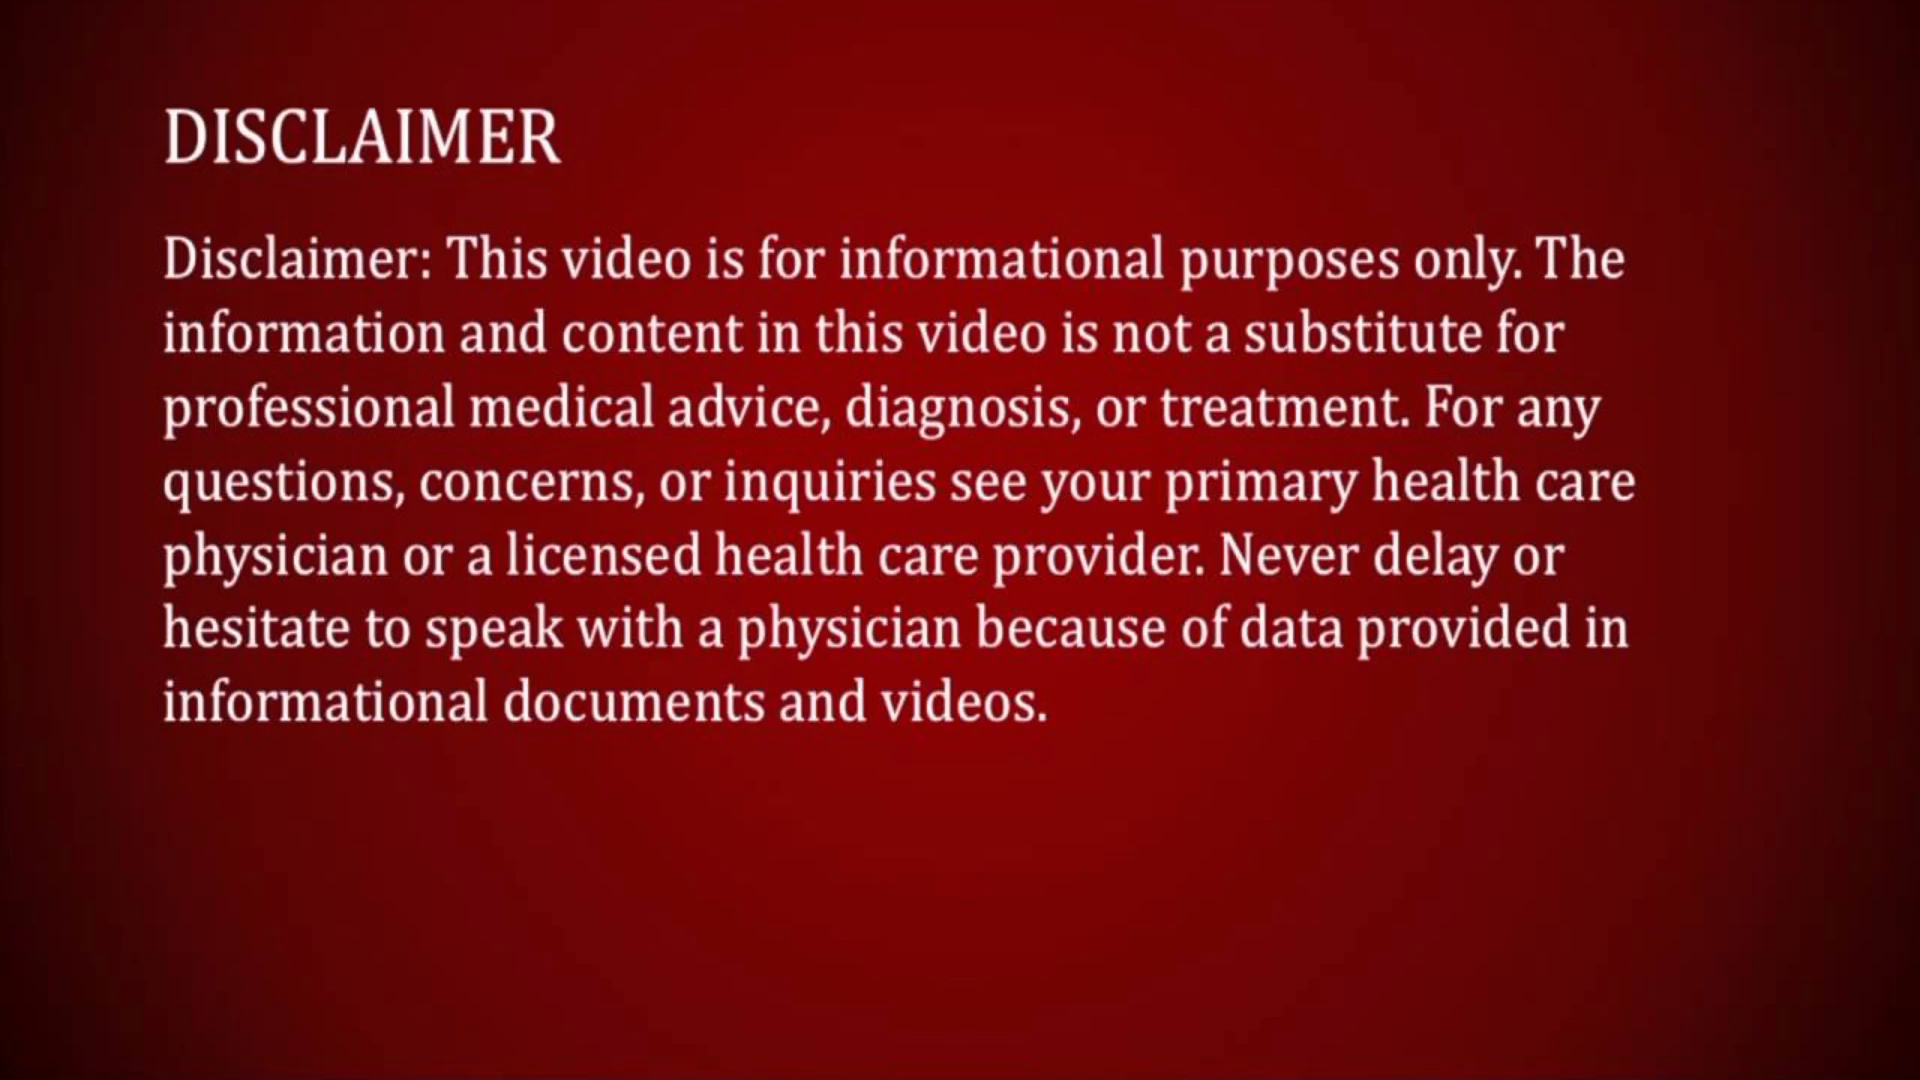 DISCLAIMER
Disclaimer: This video is for informational purposes only. The
information and content in this video is not a substitute for
professional medical advice, diagnosis, or treatment. For any
questions, concerns, or inquiries see your primary health care
physician or a licensed health care provider. Never delay or
hesitate to speak with a physician because of data provided in
informational documents and videos.